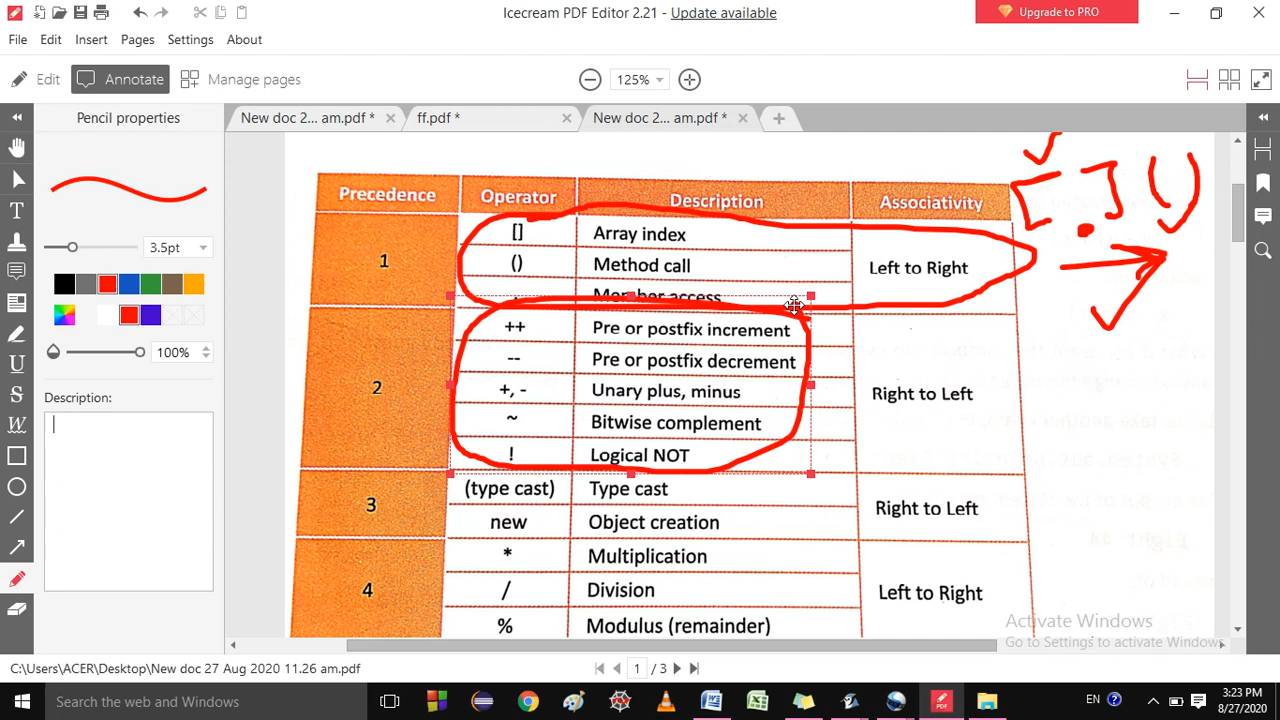 Icecream PDF Editor 2.21 - Update available
Upgrade to PRO
File Edit Insert Pages Settings About
Edit Annotate Manage pages 125%
Pencil properties
New doc 2... am.pdf * ff.pdf * New doc 2... am.pdf *
3.5pt
100%
Description:
Precedence Operator Description Associativity
1 [] Array index Left to Right
() Method call
. Member access
2 ++ Pre or postfix increment Right to Left
-- Pre or postfix decrement
+, - Unary plus, minus
~ Bitwise complement
! Logical NOT
3 (type cast) Type cast Right to Left
new Object creation
4 * Multiplication Left to Right
/ Division
% Modulus (remainder)
[.] ()
Activate Windows
Go to Settings to activate Windows.
C:\Users\ACER\Desktop\New doc 27 Aug 2020 11.26 am.pdf
1 / 3
Search the web and Windows
EN
3:23 PM
8/27/2020